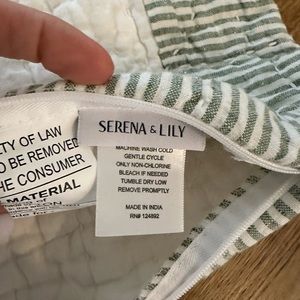 SERENA & LILY
MACHINE WASH COLD
GENTLE CYCLE
ONLY NON-CHLORINE
BLEACH IF NEEDED
TUMBLE DRY LOW
REMOVE PROMPTLY
MADE IN INDIA
RN# 124892
TY OF LAW
O BE REMOVED
HE CONSUMER
MATERIAL